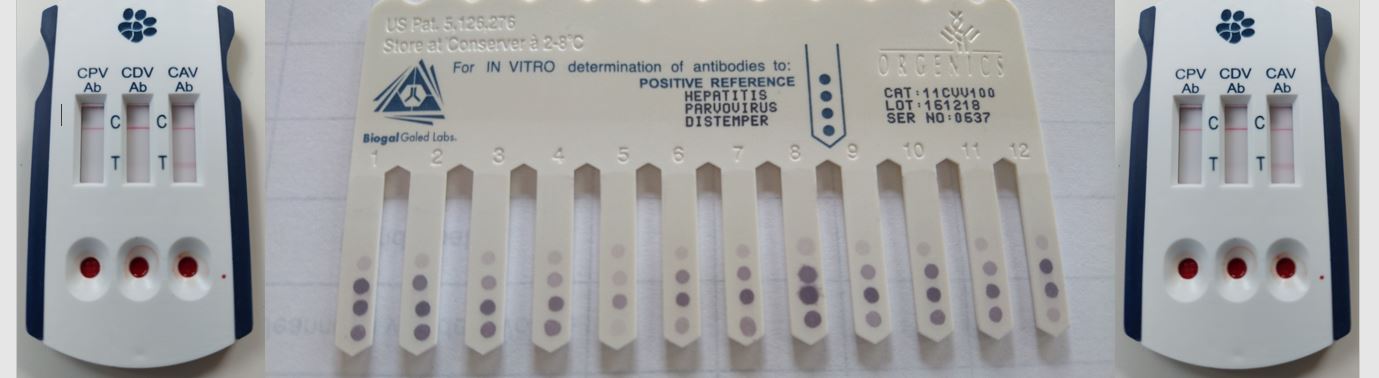 CPV CDV CAV
Ab Ab Ab
C C
T T
US Pat. 5,126,276
Store at Conserver à 2-8°C
For IN VITRO determination of antibodies to:
POSITIVE REFERENCE
HEPATITIS
PARVOVIRUS
DISTEMPER
Biogal Galed Labs.
ORGENICS
CAT:11CVV100
LOT:161218
SER NO:0637
1 2 3 4 5 6 7 8 9 10 11 12
CPV CDV CAV
Ab Ab Ab
C C
T T